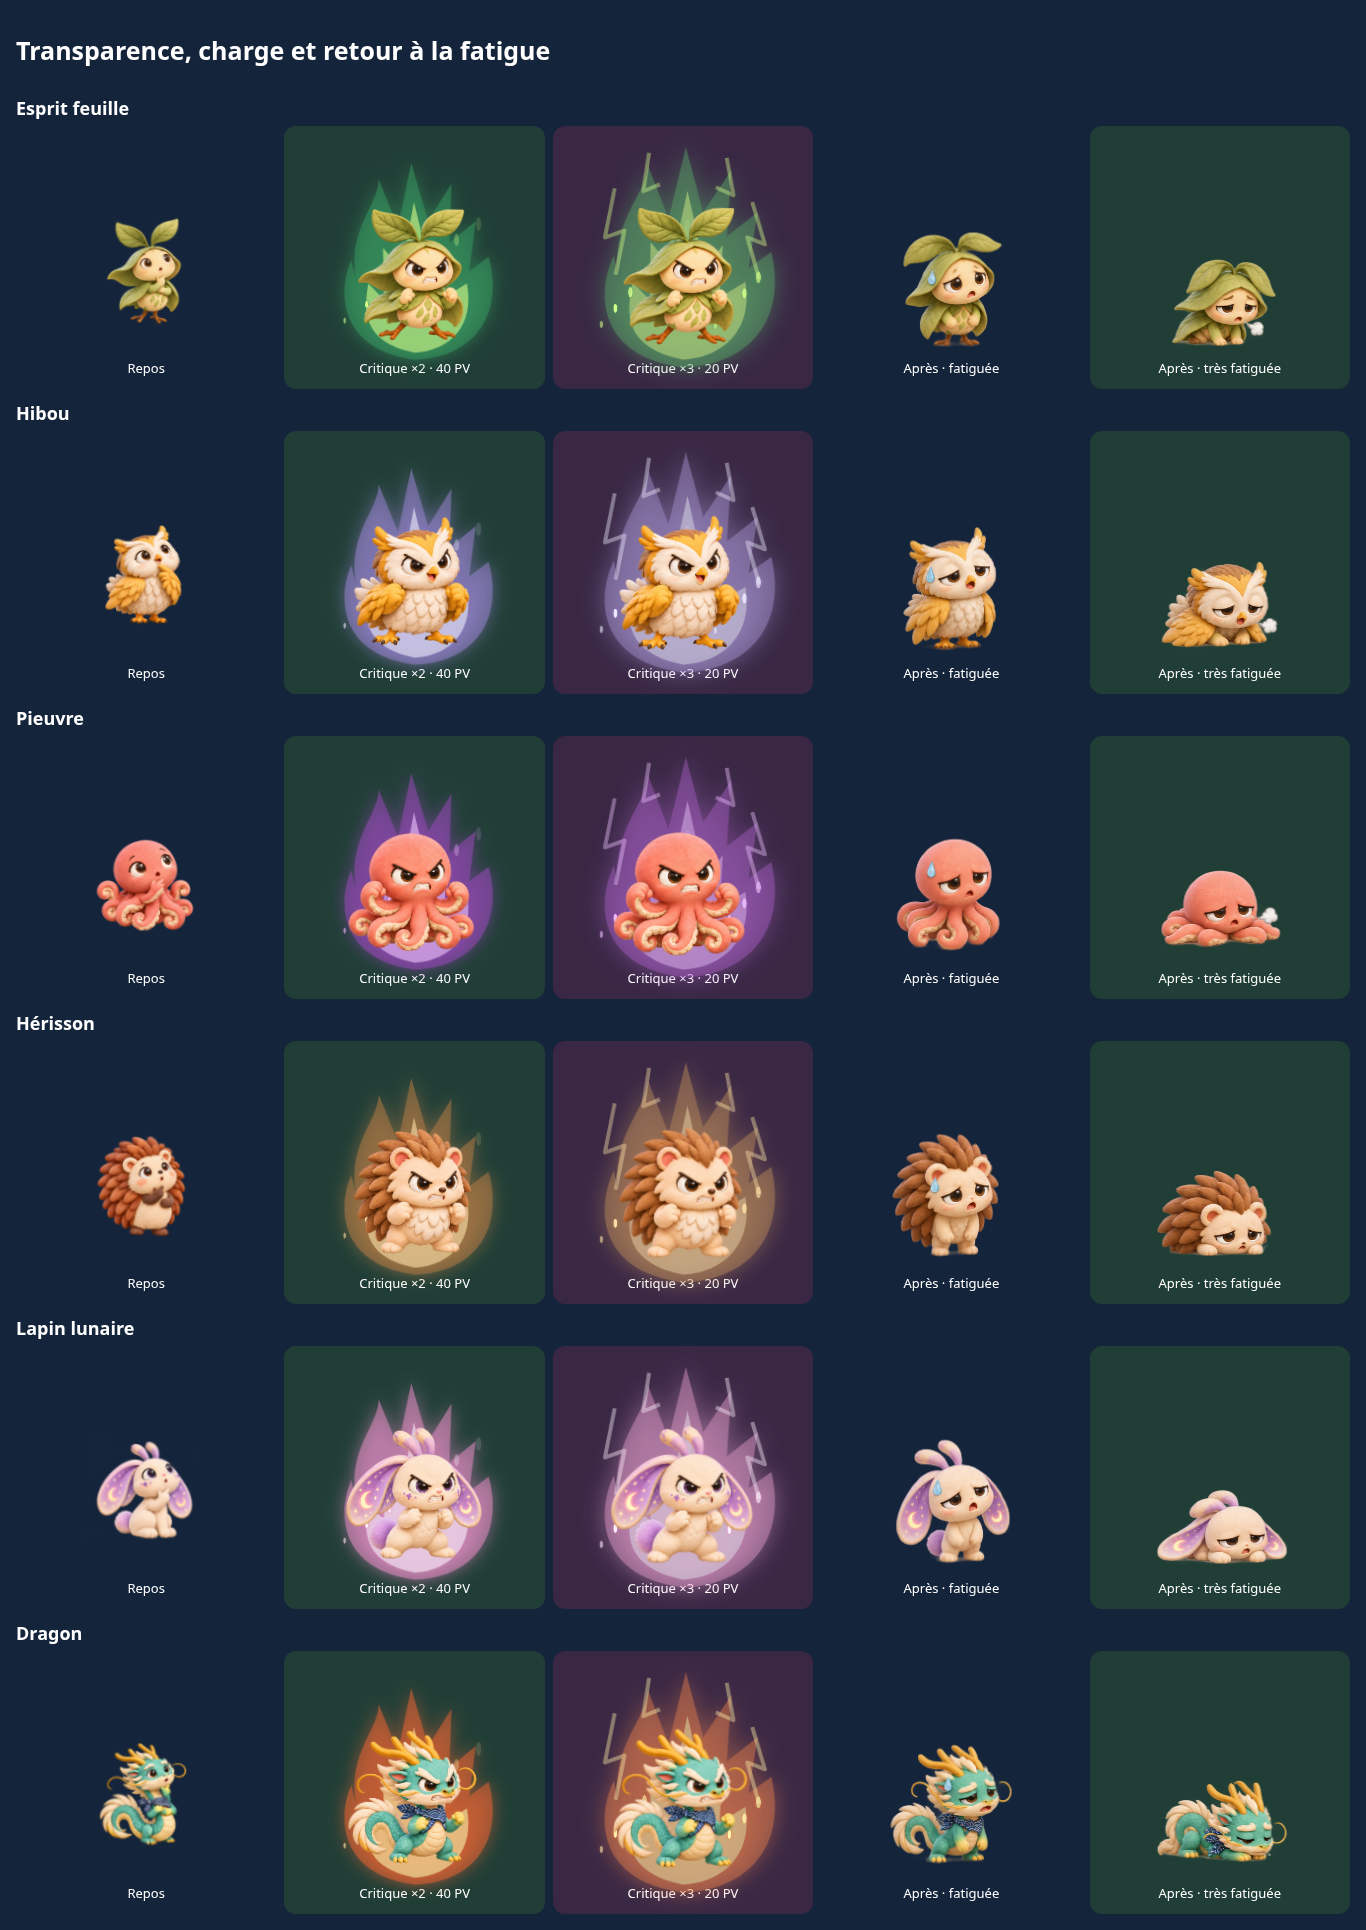 Transparence, charge et retour à la fatigue
Esprit feuille
Repos
Critique ×2 · 40 PV
Critique ×3 · 20 PV
Après · fatiguée
Après · très fatiguée
Hibou
Repos
Critique ×2 · 40 PV
Critique ×3 · 20 PV
Après · fatiguée
Après · très fatiguée
Pieuvre
Repos
Critique ×2 · 40 PV
Critique ×3 · 20 PV
Après · fatiguée
Après · très fatiguée
Hérisson
Repos
Critique ×2 · 40 PV
Critique ×3 · 20 PV
Après · fatiguée
Après · très fatiguée
Lapin lunaire
Repos
Critique ×2 · 40 PV
Critique ×3 · 20 PV
Après · fatiguée
Après · très fatiguée
Dragon
Repos
Critique ×2 · 40 PV
Critique ×3 · 20 PV
Après · fatiguée
Après · très fatiguée